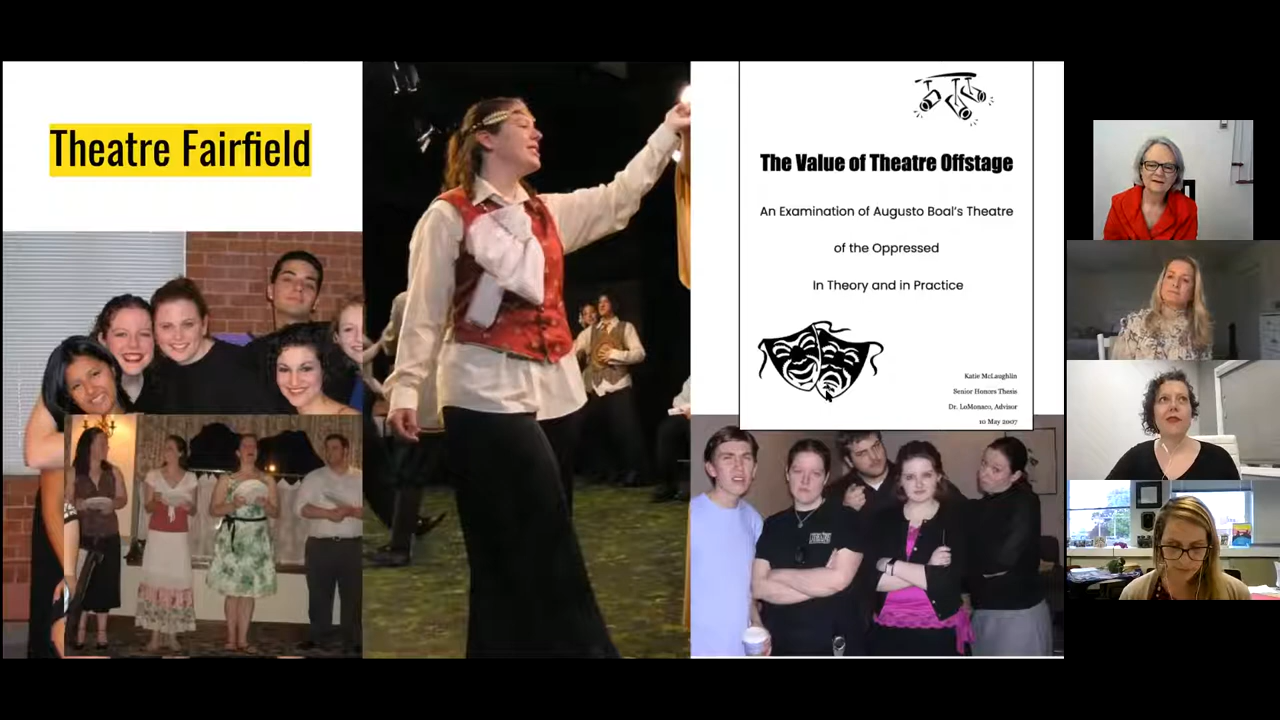 Theatre Fairfield
The Value of Theatre Offstage
An Examination of Augusto Boal's Theatre
of the Oppressed
In Theory and in Practice
Katie McLaughlin
Senior Honors Thesis
Dr. LoMonaco, Advisor
10 May 2007